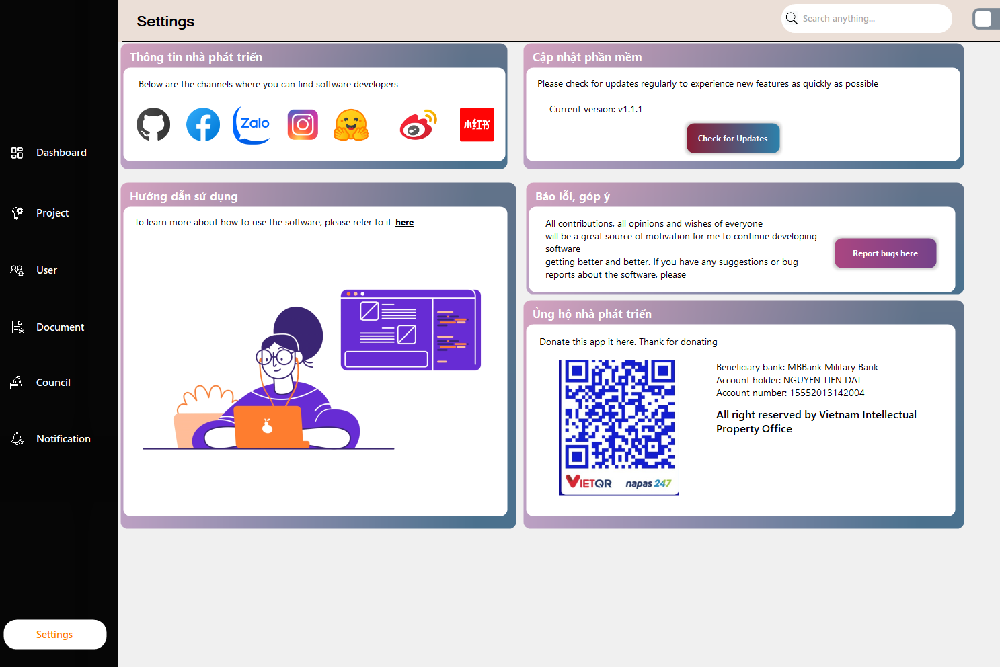 Settings
Search anything...
Dashboard
Project
User
Document
Council
Notification
Settings
Thông tin nhà phát triển
Below are the channels where you can find software developers
Zalo
小红书
Cập nhật phần mềm
Please check for updates regularly to experience new features as quickly as possible
Current version: v1.1.1
Check for Updates
Hướng dẫn sử dụng
To learn more about how to use the software, please refer to it here
Báo lỗi, góp ý
All contributions, all opinions and wishes of everyone
will be a great source of motivation for me to continue developing
software
getting better and better. If you have any suggestions or bug
reports about the software, please
Report bugs here
Ủng hộ nhà phát triển
Donate this app it here. Thank for donating
VIETQR napas 247
Beneficiary bank: MBBank Military Bank
Account holder: NGUYEN TIEN DAT
Account number: 15552013142004
All right reserved by Vietnam Intellectual
Property Office